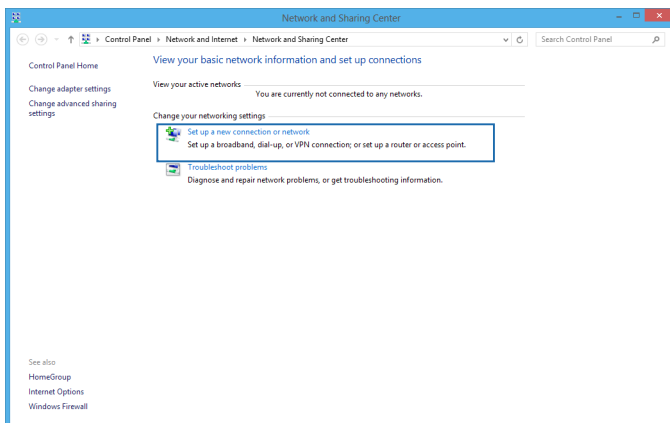 Network and Sharing Center
Control Panel ▸ Network and Internet ▸ Network and Sharing Center
Search Control Panel
Control Panel Home
Change adapter settings
Change advanced sharing
settings
View your basic network information and set up connections
View your active networks
You are currently not connected to any networks.
Change your networking settings
Set up a new connection or network
Set up a broadband, dial-up, or VPN connection; or set up a router or access point.
Troubleshoot problems
Diagnose and repair network problems, or get troubleshooting information.
See also
HomeGroup
Internet Options
Windows Firewall